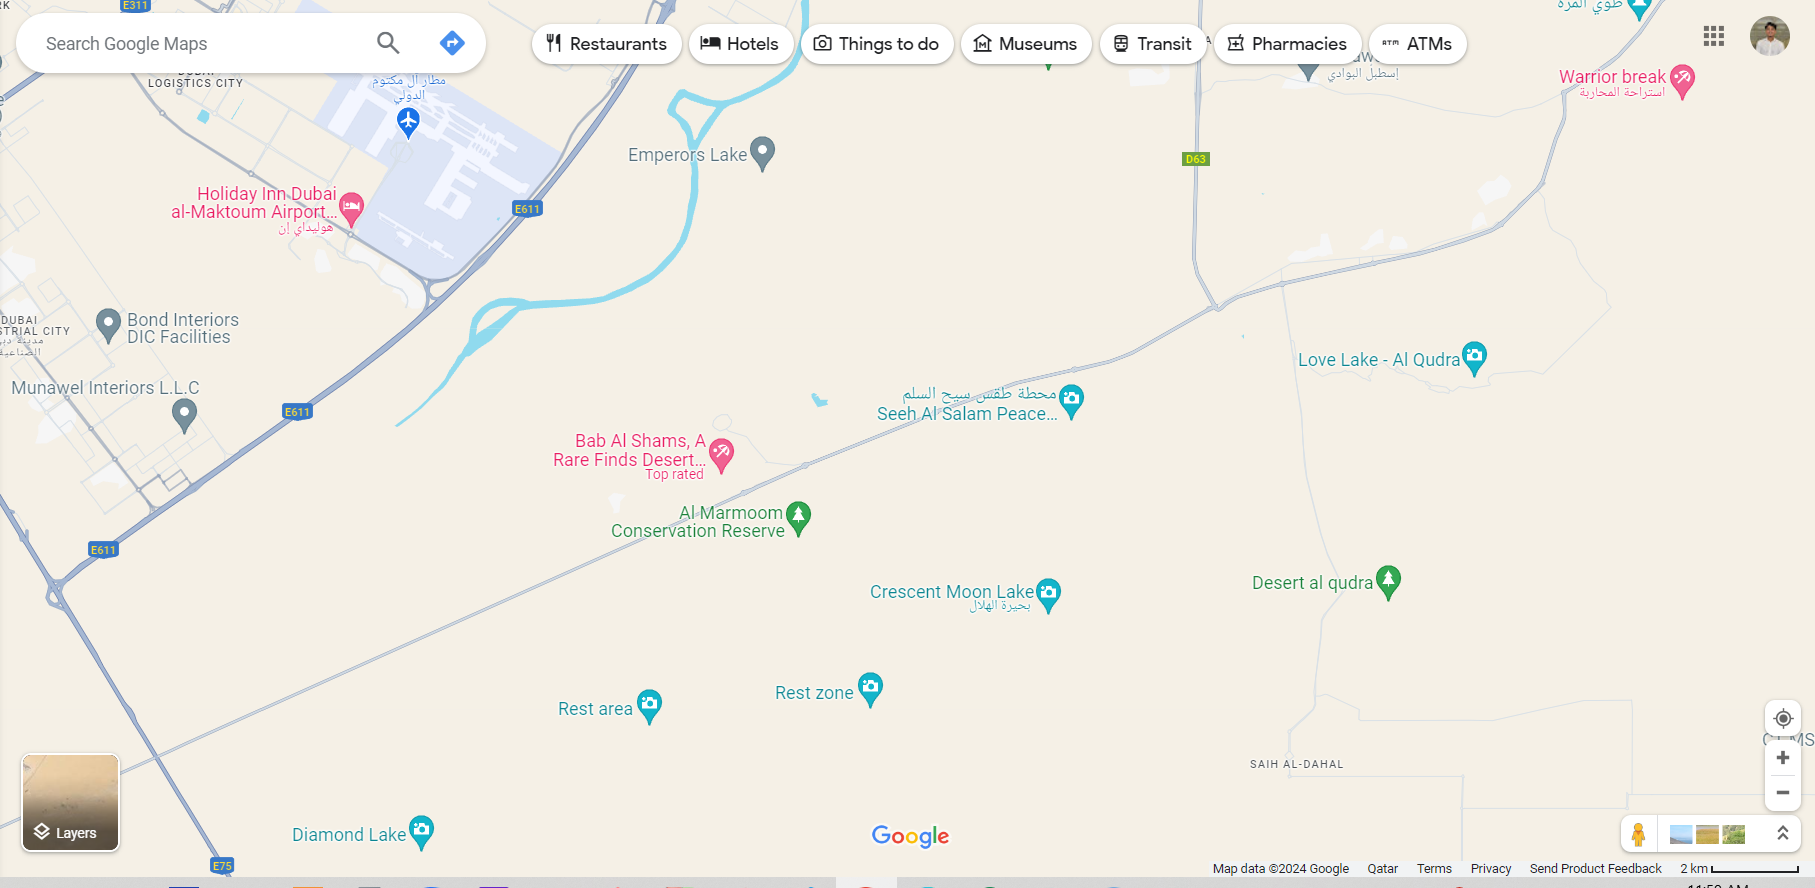 E311
Search Google Maps
Restaurants
Hotels
Things to do
Museums
Transit
Pharmacies
ATM ATMs
طوي المرة
LOGISTICS CITY
مطار آل مكتوم
الدولي
إسطبل البوادي
Warrior break
استراحة المحاربة
Emperors Lake
D63
Holiday Inn Dubai
al-Maktoum Airport...
هوليداي إن
E611
Bond Interiors
DIC Facilities
DUBAI
STRIAL CITY
مدينة دبي
الصناعية
Love Lake - Al Qudra
Munawel Interiors L.L.C
محطة طقس سيح السلم
Seeh Al Salam Peace...
E611
Bab Al Shams, A
Rare Finds Desert...
Top rated
Al Marmoom
Conservation Reserve
E611
Desert al qudra
Crescent Moon Lake
بحيرة الهلال
Rest zone
Rest area
SAIH AL-DAHAL
Layers
Diamond Lake
Google
E75
Map data ©2024 Google
Qatar
Terms
Privacy
Send Product Feedback
2 km